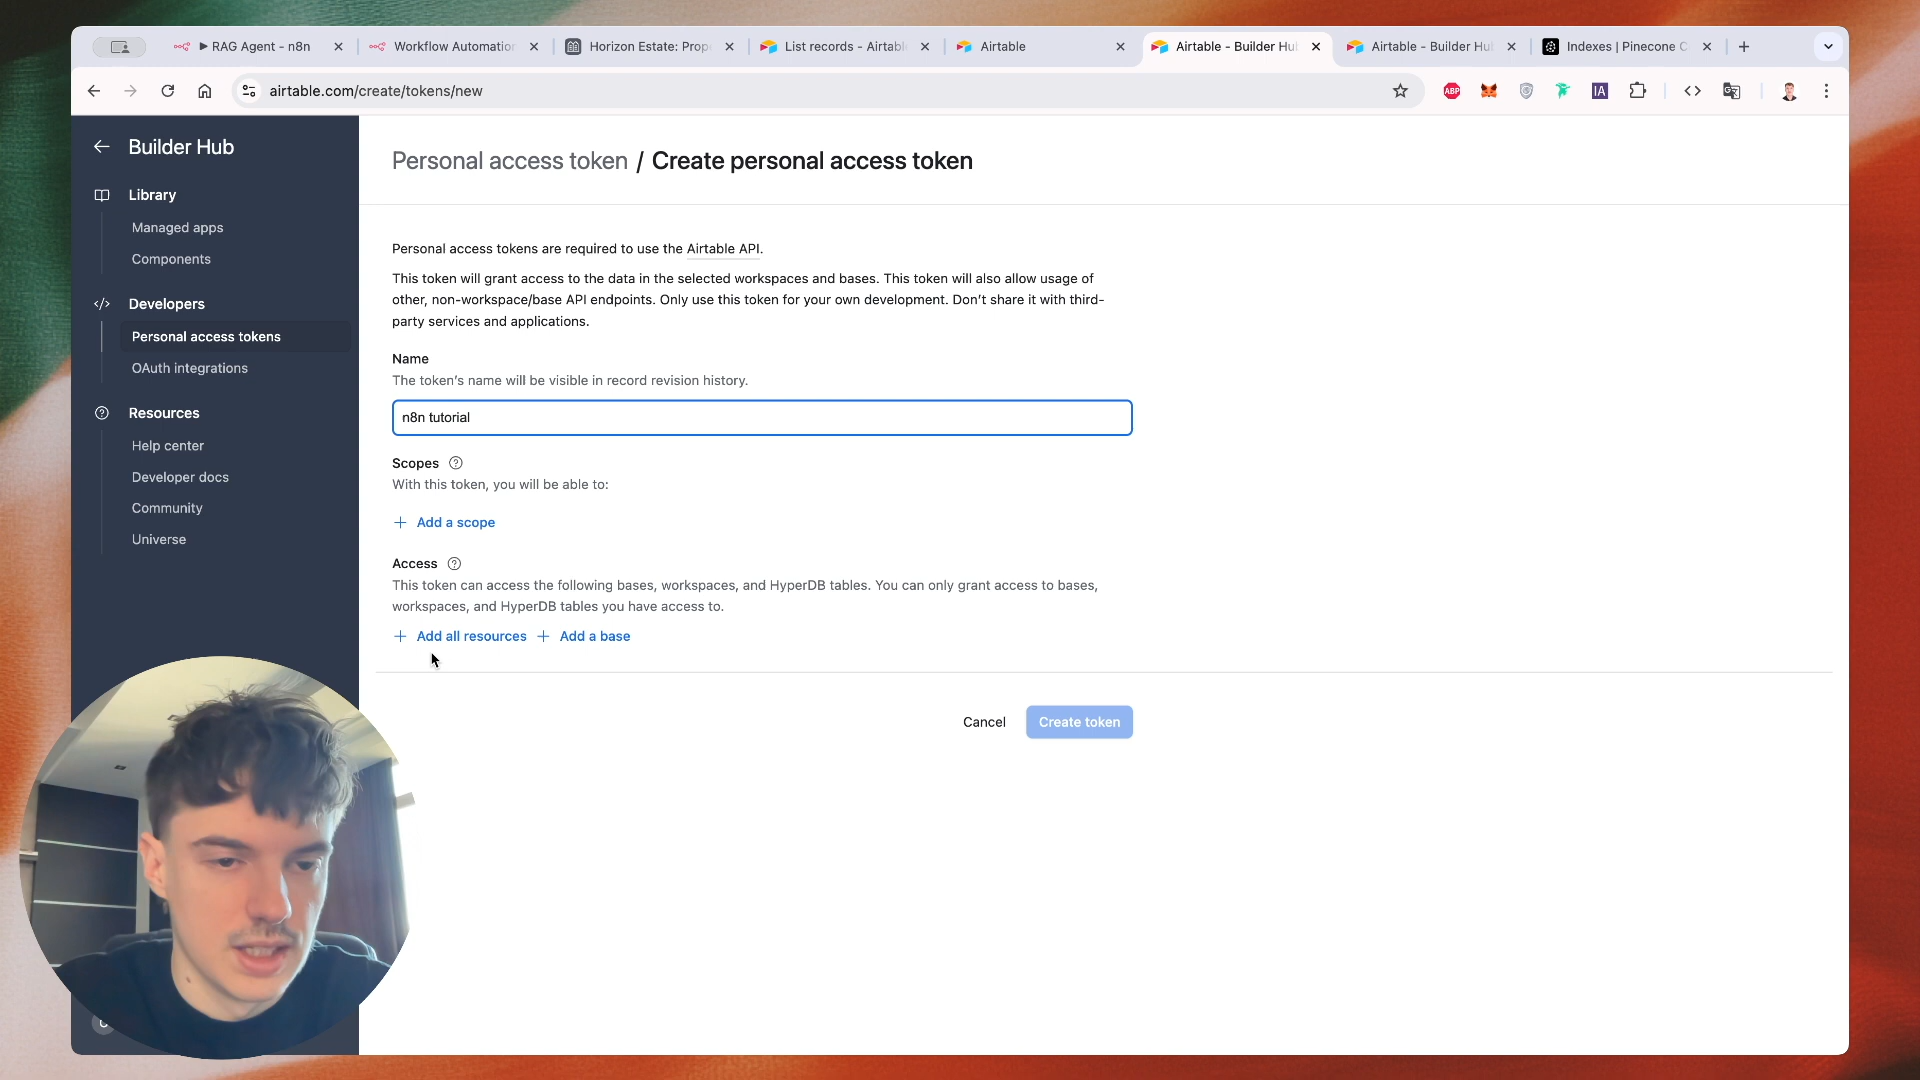 RAG Agent - n8n
Workflow Automation
Horizon Estate: Prop
List records - Airtabl
Airtable
Airtable - Builder Hu
Airtable - Builder Hu
Indexes | Pinecone C
airtable.com/create/tokens/new
ABP
IA
Builder Hub
Library
Managed apps
Components
Developers
Personal access tokens
OAuth integrations
Resources
Help center
Developer docs
Community
Universe
Personal access token / Create personal access token
Personal access tokens are required to use the Airtable API.
This token will grant access to the data in the selected workspaces and bases. This token will also allow usage of
other, non-workspace/base API endpoints. Only use this token for your own development. Don't share it with third-
party services and applications.
Name
The token's name will be visible in record revision history.
n8n tutorial
Scopes
With this token, you will be able to:
+ Add a scope
Access
This token can access the following bases, workspaces, and HyperDB tables. You can only grant access to bases,
workspaces, and HyperDB tables you have access to.
+ Add all resources + Add a base
Cancel
Create token